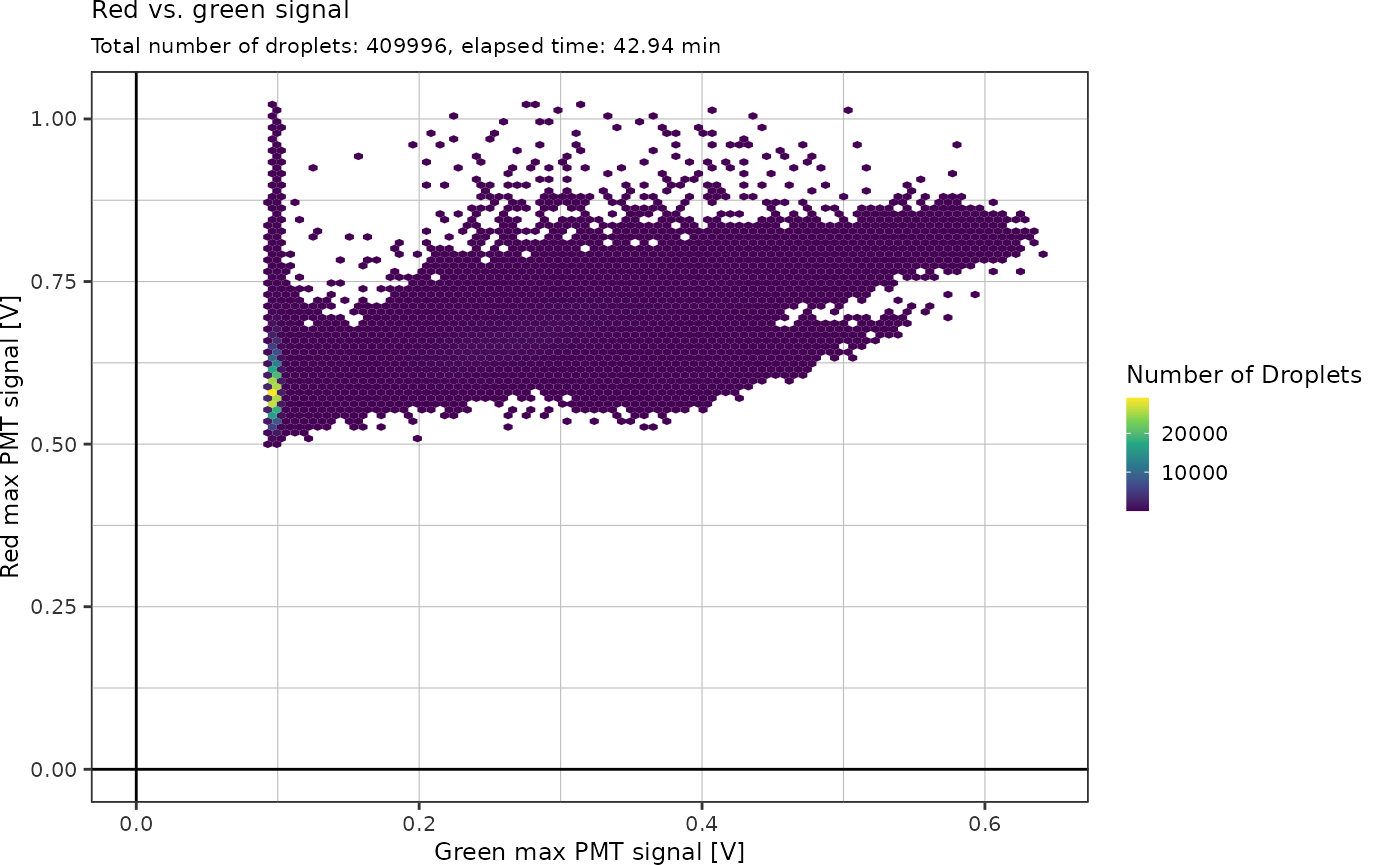 Red vs. green signal
Total number of droplets: 409996, elapsed time: 42.94 min
Red max PMT signal [V]
1.00
0.75
0.50
0.25
0.00
0.0
0.2
0.4
0.6
Green max PMT signal [V]
Number of Droplets
20000
10000